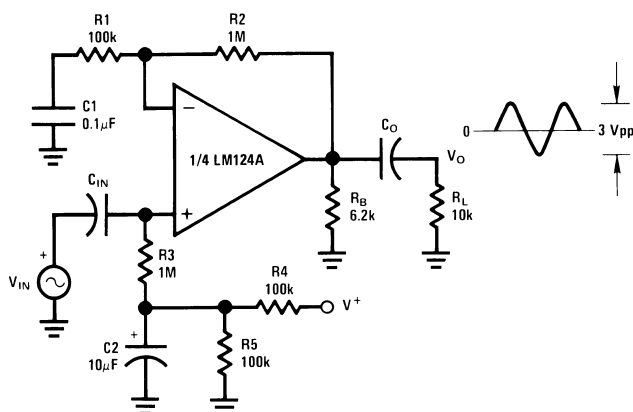 R1
100k
R2
1M
C1
0.1μF
−
1/4 LM124A
+
CIN
VIN
+
R3
1M
R4
100k
V+
C2
10μF
+
R5
100k
CO
VO
RB
6.2k
RL
10k
0
3 Vpp